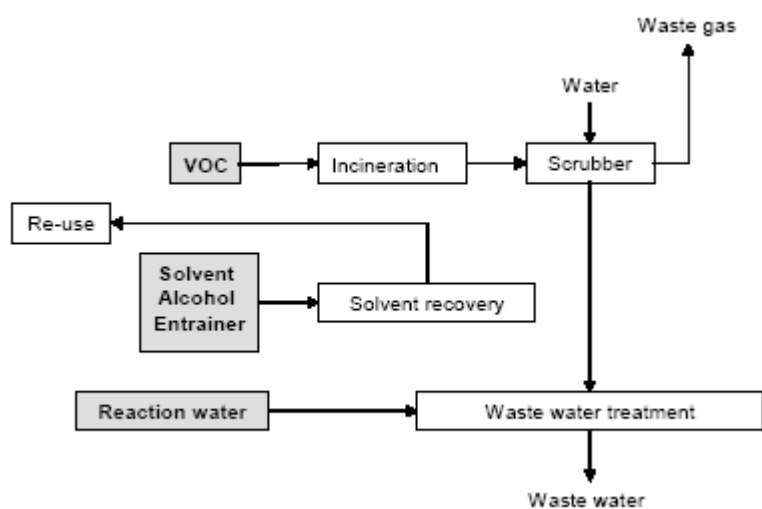 Waste gas
Water
VOC
Incineration
Scrubber
Re-use
Solvent
Alcohol
Entrainer
Solvent recovery
Reaction water
Waste water treatment
Waste water